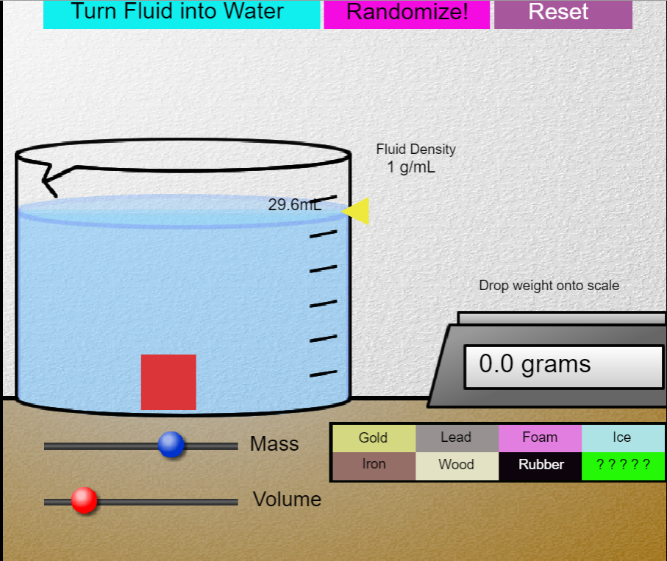 Turn Fluid into Water
Randomize!
Reset
Fluid Density
1 g/mL
29.6mL
Drop weight onto scale
0.0 grams
Mass
Gold
Lead
Foam
Ice
Iron
Wood
Rubber
? ? ? ? ?
Volume